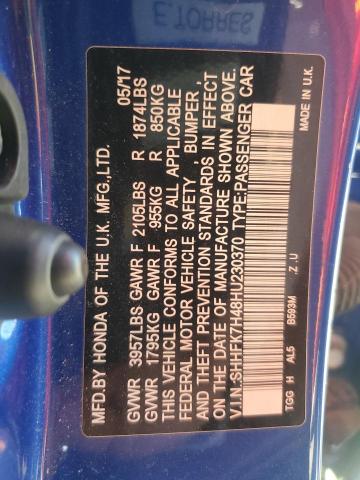 E.TORRES
MFD.BY HONDA OF THE U.K. MFG.,LTD. 05/17
GVWR 3957LBS GAWR F 2105LBS R 1874LBS
GVWR 1795KG GAWR F 955KG R 850KG
THIS VEHICLE CONFORMS TO ALL APPLICABLE
FEDERAL MOTOR VEHICLE SAFETY , BUMPER ,
AND THEFT PREVENTION STANDARDS IN EFFECT
ON THE DATE OF MANUFACTURE SHOWN ABOVE.
V.I.N.:SHHFK7H48HU230370 TYPE:PASSENGER CAR
TGG H AL5 B593M .Z .U MADE IN U.K.